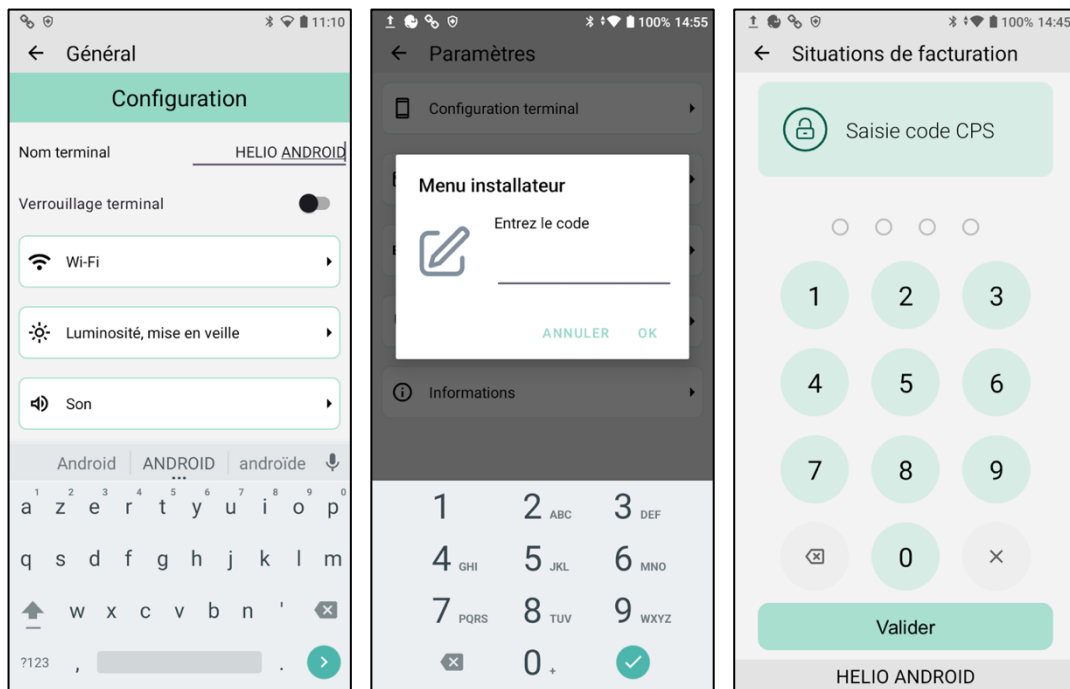 11:10
Général
Configuration
Nom terminal HELIO ANDROID
Verrouillage terminal
Wi-Fi
Luminosité, mise en veille
Son
Android ANDROID androïde
1 2 3 4 5 6 7 8 9 0
a z e r t y u i o p
q s d f g h j k l m
w x c v b n '
?123 , .
100% 14:55
Paramètres
Configuration terminal
Menu installateur
Entrez le code
ANNULER OK
Informations
1 2 ABC 3 DEF
4 GHI 5 JKL 6 MNO
7 PQRS 8 TUV 9 WXYZ
0 +
100% 14:45
Situations de facturation
Saisie code CPS
1 2 3
4 5 6
7 8 9
0
Valider
HELIO ANDROID